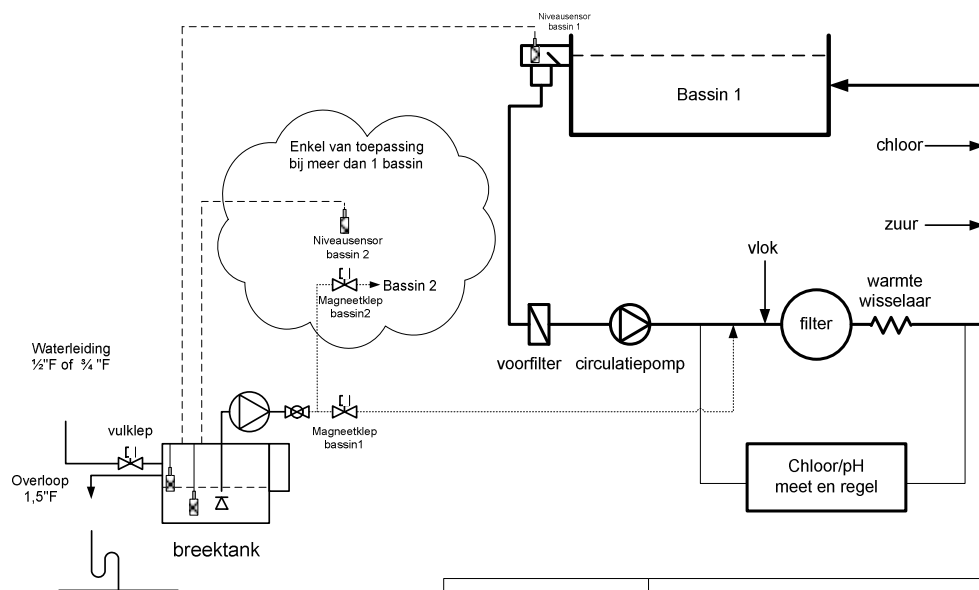 Niveausensor
bassin 1
Bassin 1
Enkel van toepassing
bij meer dan 1 bassin
chloor
Niveausensor
bassin 2
zuur
vlok
Bassin 2
Magneetklep
bassin2
warmte
wisselaar
filter
Waterleiding
½"F of ¾ "F
voorfilter
circulatiepomp
vulklep
Magneetklep
bassin1
Overloop
1,5"F
Chloor/pH
meet en regel
breektank